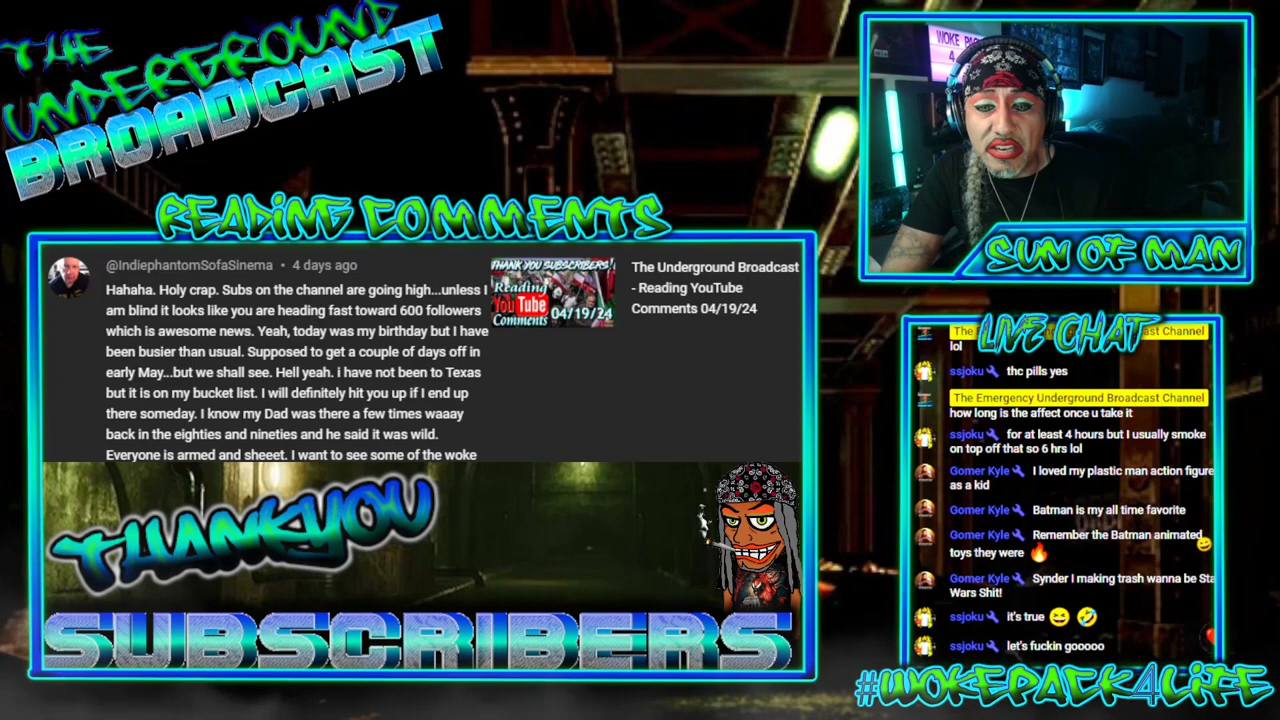 THE
UNDERGROUND
BROADCAST
READING COMMENTS
@IndiephantomSofaSinema • 4 days ago
Hahaha. Holy crap. Subs on the channel are going high...unless I
am blind it looks like you are heading fast toward 600 followers
which is awesome news. Yeah, today was my birthday but I have
been busier than usual. Supposed to get a couple of days off in
early May...but we shall see. Hell yeah. i have not been to Texas
but it is on my bucket list. I will definitely hit you up if I end up
there someday. I know my Dad was there a few times waaay
back in the eighties and nineties and he said it was wild.
Everyone is armed and sheeet. I want to see some of the woke
THANK YOU SUBSCRIBERS!
Reading
YouTube
Comments 04/19/24
The Underground Broadcast
- Reading YouTube
Comments 04/19/24
THANKYOU
SUBSCRIBERS
WOKE
4
SUN OF MAN
LIVE CHAT
The E
ast Channel
lol
ssjoku thc pills yes
The Emergency Underground Broadcast Channel
how long is the affect once u take it
ssjoku for at least 4 hours but I usually smoke
on top off that so 6 hrs lol
Gomer Kyle I loved my plastic man action figure
as a kid
Gomer Kyle Batman is my all time favorite
Gomer Kyle Remember the Batman animated
toys they were 🔥
Gomer Kyle Synder I making trash wanna be Sta
Wars Shit!
ssjoku it's true 😆 🤣
ssjoku let's fuckin gooooo
#WOKEPACK4LIFE